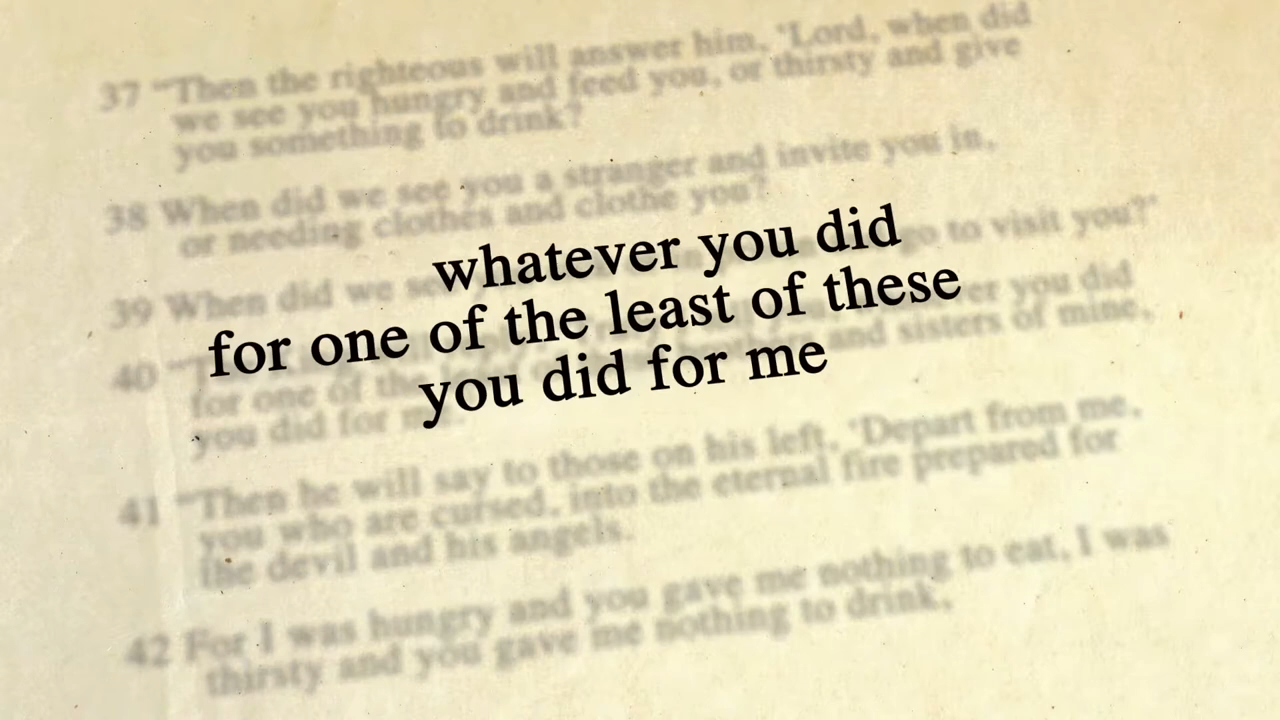 37 "Then the righteous will answer him, 'Lord, when did
we see you hungry and feed you, or thirsty and give
you something to drink?
38 When did we see you a stranger and invite you in,
or needing clothes and clothe you?
whatever you did
for one of the least of these
you did for me
39 When did we go to visit you?'
40 you did
for one of the and sisters of mine,
you did for
41 "Then he will say to those on his left, 'Depart from me,
you who are cursed, into the eternal fire prepared for
the devil and his angels.
42 For I was hungry and you gave me nothing to eat, I was
thirsty and you gave me nothing to drink,